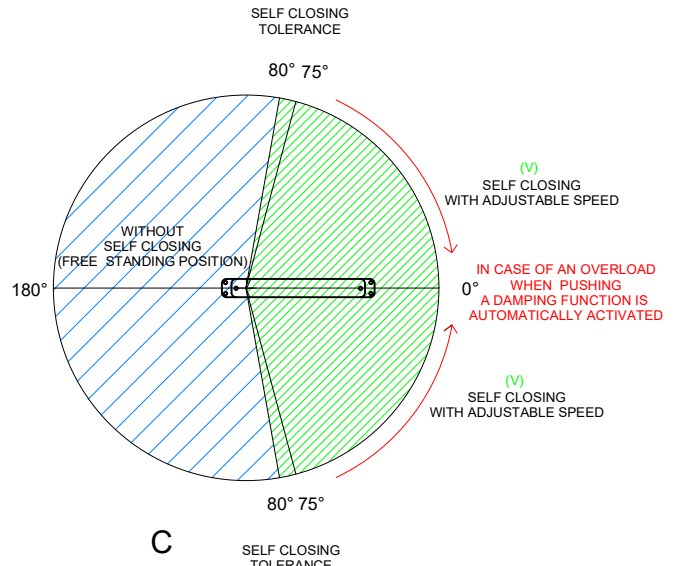 SELF CLOSING
TOLERANCE
80° 75°
(V)
SELF CLOSING
WITH ADJUSTABLE SPEED
WITHOUT
SELF CLOSING
(FREE STANDING POSITION)
180°
0°
IN CASE OF AN OVERLOAD
WHEN PUSHING
A DAMPING FUNCTION IS
AUTOMATICALLY ACTIVATED
(V)
SELF CLOSING
WITH ADJUSTABLE SPEED
80° 75°
C
SELF CLOSING
TOLERANCE